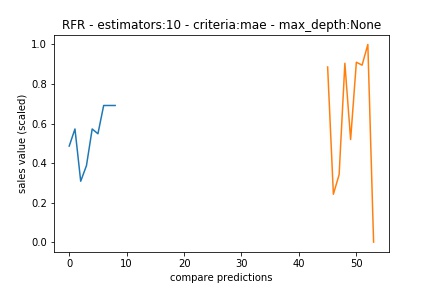 RFR - estimators:10 - criteria:mae - max_depth:None
sales value (scaled)
1.0
0.8
0.6
0.4
0.2
0.0
0 10 20 30 40 50
compare predictions